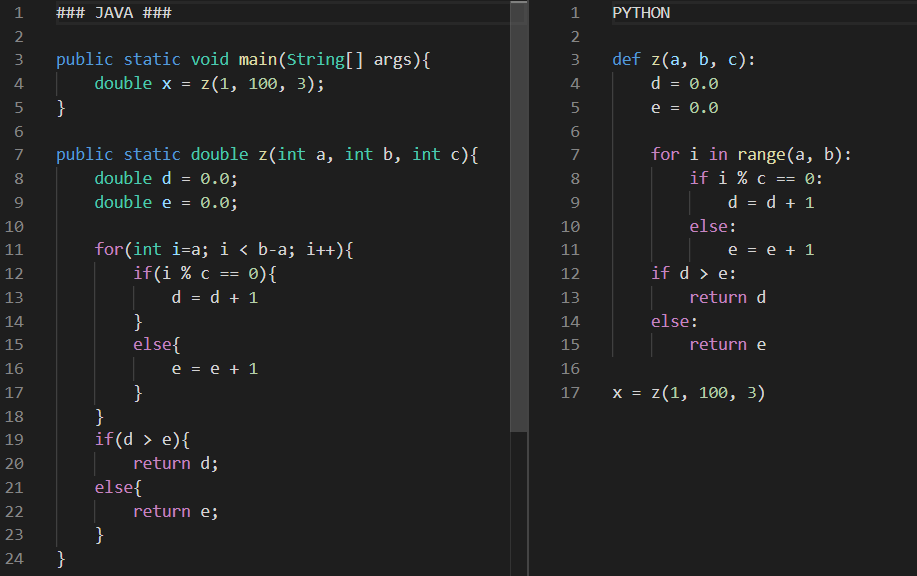 1 ### JAVA ###
2
3 public static void main(String[] args){
4     double x = z(1, 100, 3);
5 }
6
7 public static double z(int a, int b, int c){
8     double d = 0.0;
9     double e = 0.0;
10
11     for(int i=a; i < b-a; i++){
12         if(i % c == 0){
13             d = d + 1
14         }
15         else{
16             e = e + 1
17         }
18     }
19     if(d > e){
20         return d;
21     else{
22         return e;
23     }
24 }
1 PYTHON
2
3 def z(a, b, c):
4     d = 0.0
5     e = 0.0
6
7     for i in range(a, b):
8         if i % c == 0:
9             d = d + 1
10         else:
11             e = e + 1
12     if d > e:
13         return d
14     else:
15         return e
16
17 x = z(1, 100, 3)